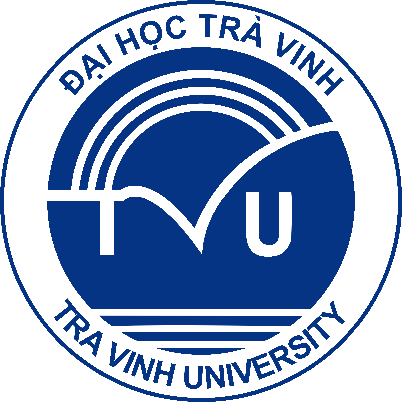 ĐẠI HỌC TRÀ VINH
TVU
TRA VINH UNIVERSITY